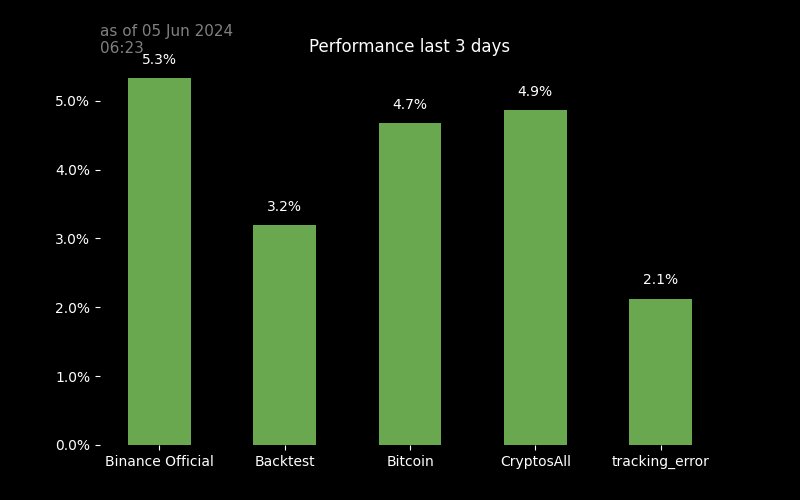 as of 05 Jun 2024
06:23
Performance last 3 days
5.3%
3.2%
4.7%
4.9%
2.1%
5.0%
4.0%
3.0%
2.0%
1.0%
0.0%
Binance Official
Backtest
Bitcoin
CryptosAll
tracking_error